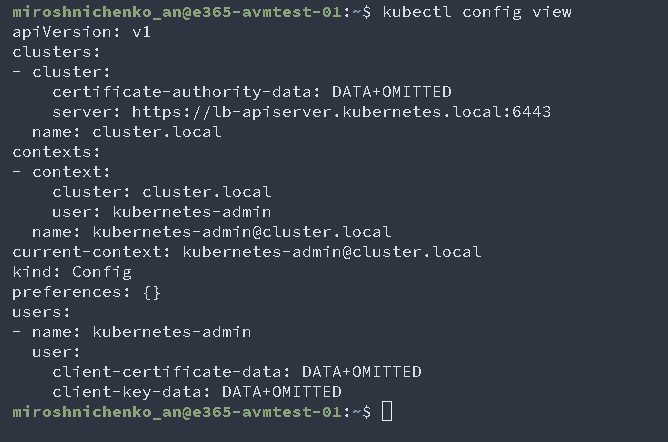 miroshnichenko_an@e365-avmtest-01:~$ kubectl config view
apiVersion: v1
clusters:
- cluster:
    certificate-authority-data: DATA+OMITTED
    server: https://lb-apiserver.kubernetes.local:6443
  name: cluster.local
contexts:
- context:
    cluster: cluster.local
    user: kubernetes-admin
  name: kubernetes-admin@cluster.local
current-context: kubernetes-admin@cluster.local
kind: Config
preferences: {}
users:
- name: kubernetes-admin
  user:
    client-certificate-data: DATA+OMITTED
    client-key-data: DATA+OMITTED
miroshnichenko_an@e365-avmtest-01:~$